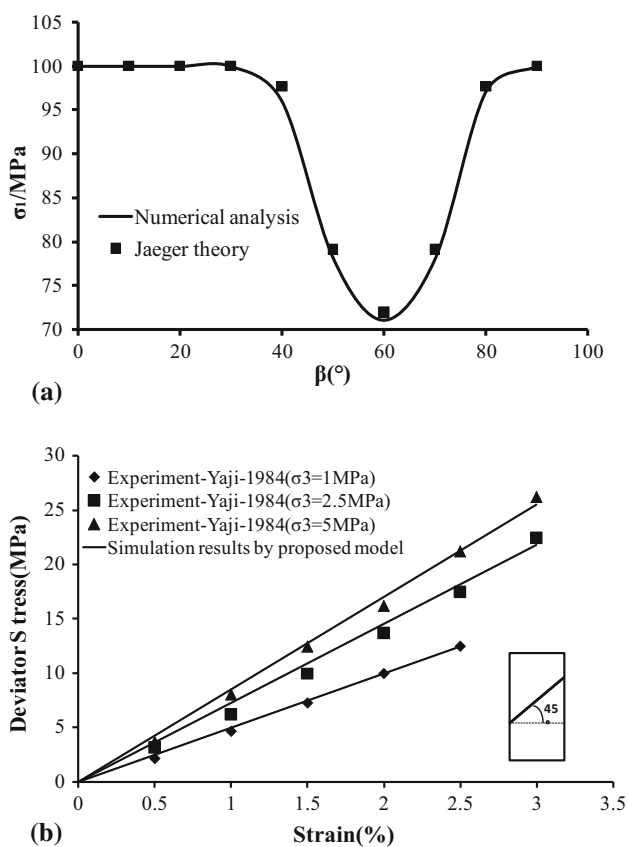 105
100
95
90
85
80
75
70
σ1/MPa
Numerical analysis
Jaeger theory
0 20 40 60 80 100
β(°)
(a)
30
25
20
15
10
5
0
Deviator S tress(MPa)
Experiment-Yaji-1984(σ3=1MPa)
Experiment-Yaji-1984(σ3=2.5MPa)
Experiment-Yaji-1984(σ3=5MPa)
Simulation results by proposed model
45
0 0.5 1 1.5 2 2.5 3 3.5
Strain(%)
(b)